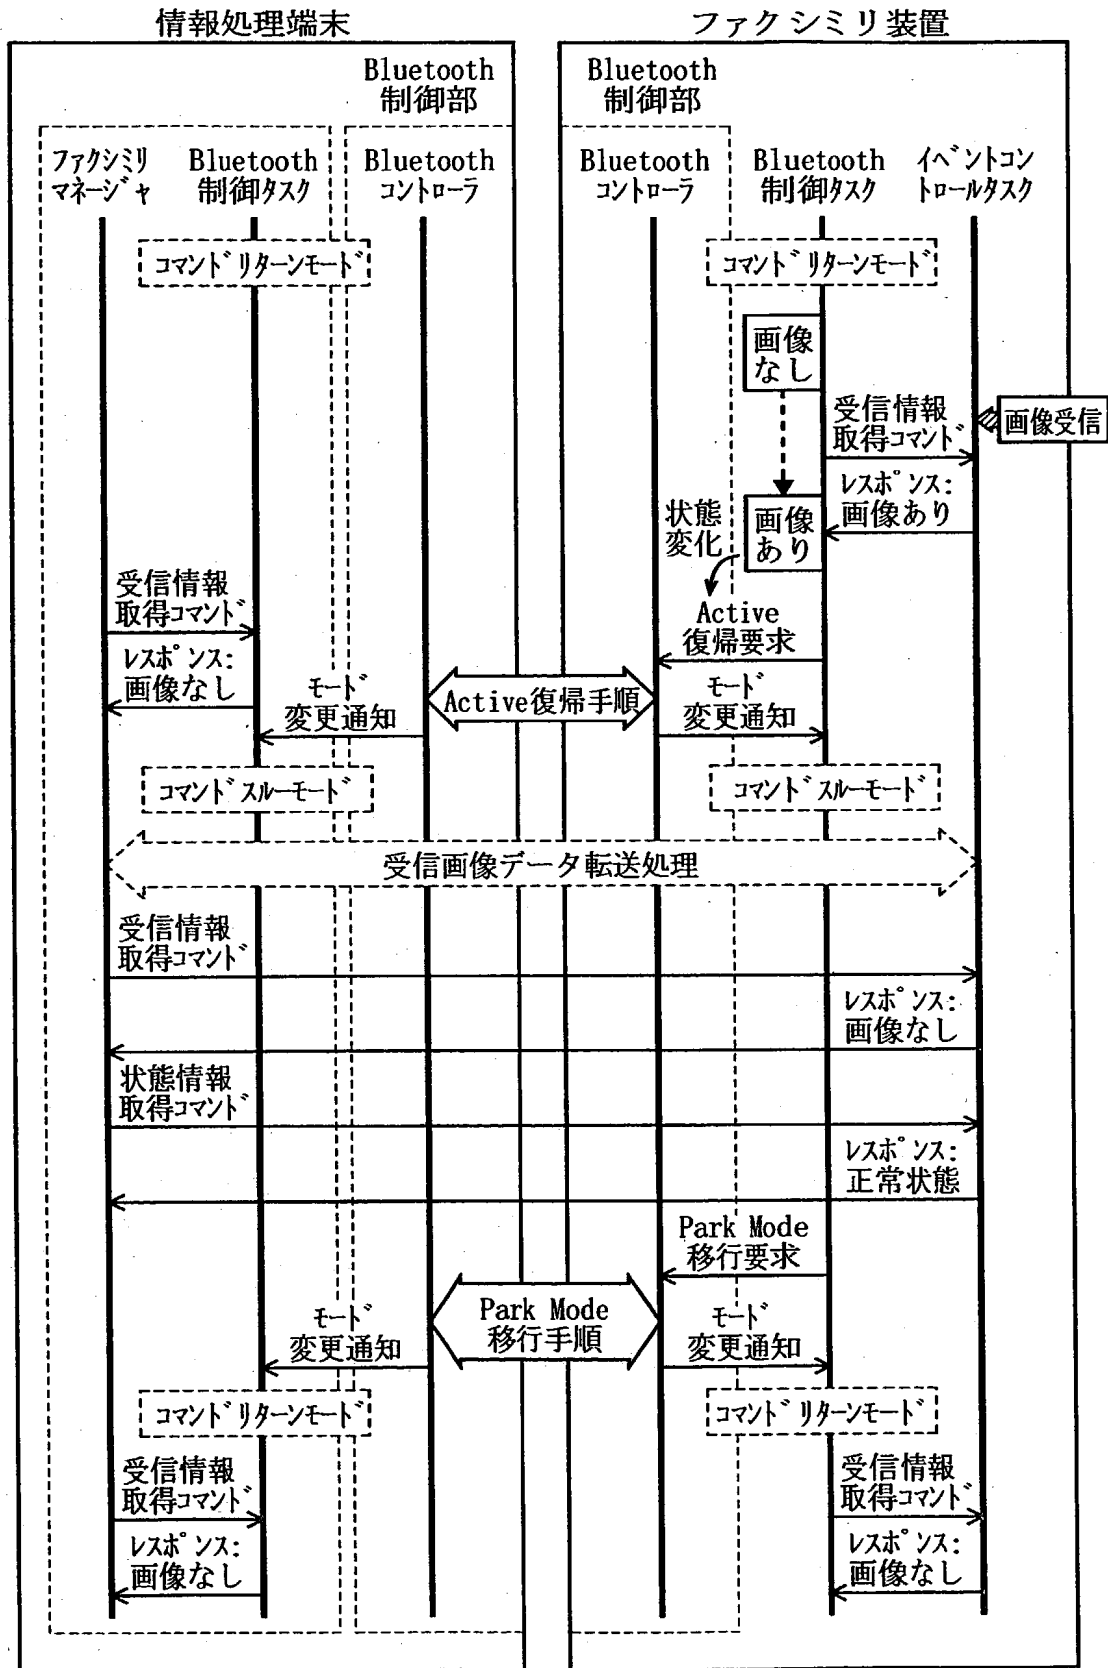 情報処理端末
ファクシミリ装置
Bluetooth
制御部
Bluetooth
制御部
ファクシミリ
マネージャ
Bluetooth
制御タスク
Bluetooth
コントローラ
Bluetooth
コントローラ
Bluetooth
制御タスク
イベントコン
トロールタスク
コマンドリターンモード
コマンドリターンモード
画像
なし
画像受信
受信情報
取得コマンド
レスポンス:
画像あり
状態
変化
画像
あり
受信情報
取得コマンド
Active
復帰要求
レスポンス:
画像なし
モード
変更通知
Active復帰手順
モード
変更通知
コマンドスルーモード
コマンドスルーモード
受信画像データ転送処理
受信情報
取得コマンド
レスポンス:
画像なし
状態情報
取得コマンド
レスポンス:
正常状態
Park Mode
移行要求
Park Mode
移行手順
モード
変更通知
モード
変更通知
コマンドリターンモード
コマンドリターンモード
受信情報
取得コマンド
受信情報
取得コマンド
レスポンス:
画像なし
レスポンス:
画像なし